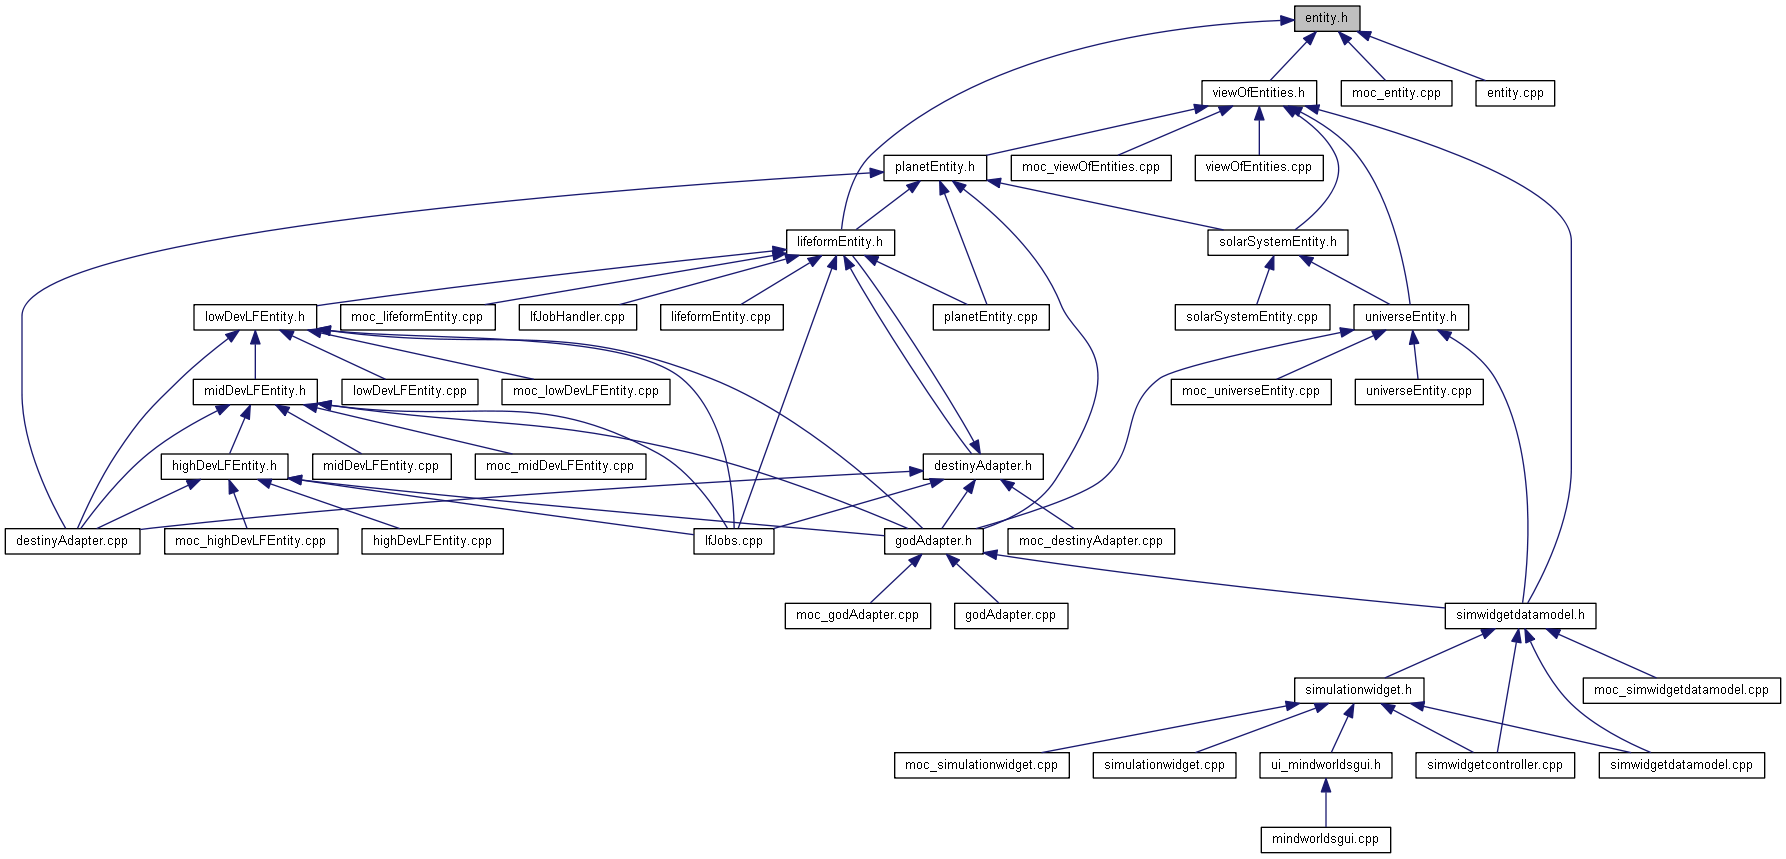 entity.h
viewOfEntities.h
moc_entity.cpp
entity.cpp
planetEntity.h
moc_viewOfEntities.cpp
viewOfEntities.cpp
lifeformEntity.h
solarSystemEntity.h
lowDevLFEntity.h
moc_lifeformEntity.cpp
lfJobHandler.cpp
lifeformEntity.cpp
planetEntity.cpp
solarSystemEntity.cpp
universeEntity.h
midDevLFEntity.h
lowDevLFEntity.cpp
moc_lowDevLFEntity.cpp
moc_universeEntity.cpp
universeEntity.cpp
highDevLFEntity.h
midDevLFEntity.cpp
moc_midDevLFEntity.cpp
destinyAdapter.h
destinyAdapter.cpp
moc_highDevLFEntity.cpp
highDevLFEntity.cpp
lfJobs.cpp
godAdapter.h
moc_destinyAdapter.cpp
moc_godAdapter.cpp
godAdapter.cpp
simwidgetdatamodel.h
simulationwidget.h
moc_simwidgetdatamodel.cpp
moc_simulationwidget.cpp
simulationwidget.cpp
ui_mindworldsgui.h
simwidgetcontroller.cpp
simwidgetdatamodel.cpp
mindworldsgui.cpp